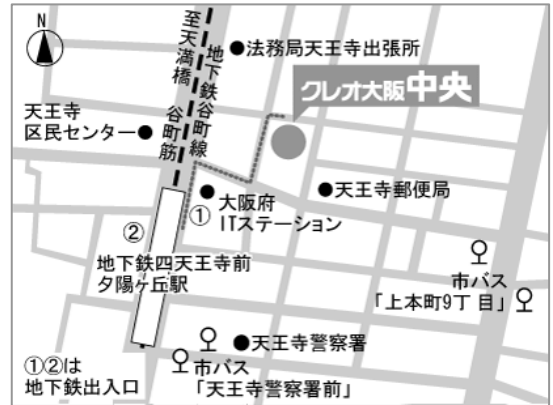 N
至天満橋
地下鉄谷町線
谷町筋
●法務局天王寺出張所
クレオ大阪中央
天王寺
区民センター●
●
大阪府
ITステーション
●天王寺郵便局
①
②
地下鉄四天王寺前
夕陽ヶ丘駅
市バス
「上本町9丁目」
●天王寺警察署
市バス
「天王寺警察署前」
①②は
地下鉄出入口